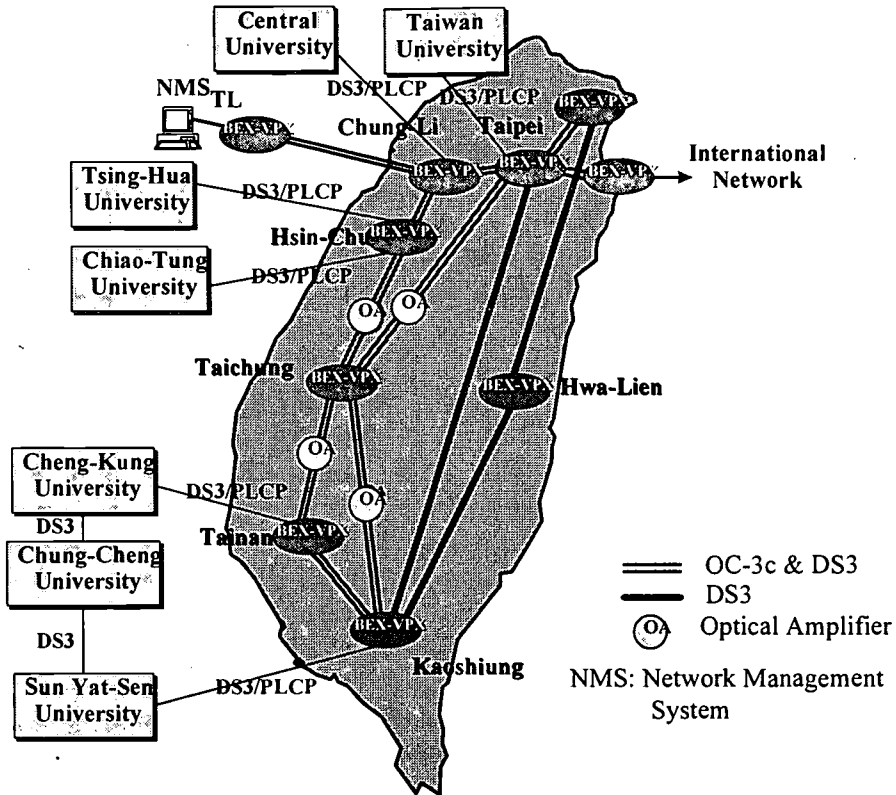 Central
University
Taiwan
University
NMS
TL
DS3/PLCP
DS3/PLCP
BEX-VPX
BEX-VPX
Chung-Li
Taipei
BEX-VPX
BEX-VPX
BEX-VPX
International
Network
Tsing-Hua
University
DS3/PLCP
Hsin-Chu
BEX-VPX
Chiao-Tung
University
DS3/PLCP
OA
OA
Taichung
BEX-VPX
BEX-VPX
Hwa-Lien
OA
Cheng-Kung
University
DS3/PLCP
OA
DS3
Tainan
BEX-VPX
Chung-Cheng
University
OC-3c & DS3
DS3
DS3
BEX-VPX
OA
Optical Amplifier
Kaoshiung
Sun Yat-Sen
University
DS3/PLCP
NMS: Network Management
System